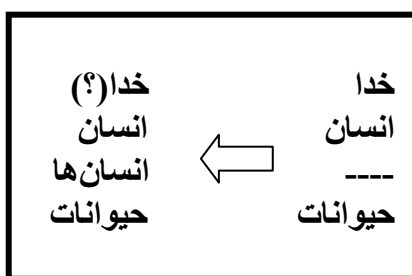 خدا
انسان
----
حیوانات
خدا(؟)
انسان
انسان‌ها
حیوانات